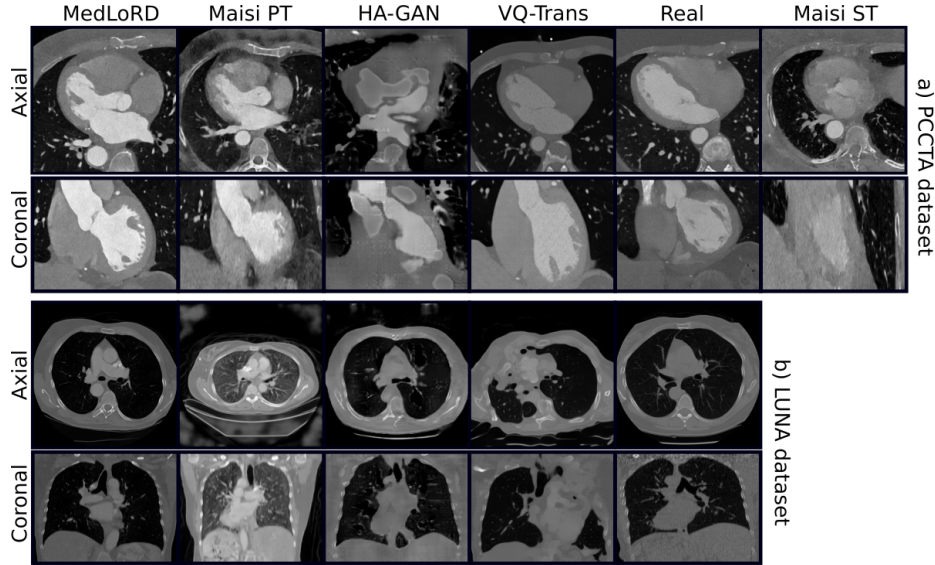 MedLoRD Maisi PT HA-GAN VQ-Trans Real Maisi ST
Axial
Coronal
a) PCCTA dataset
Axial
Coronal
b) LUNA dataset